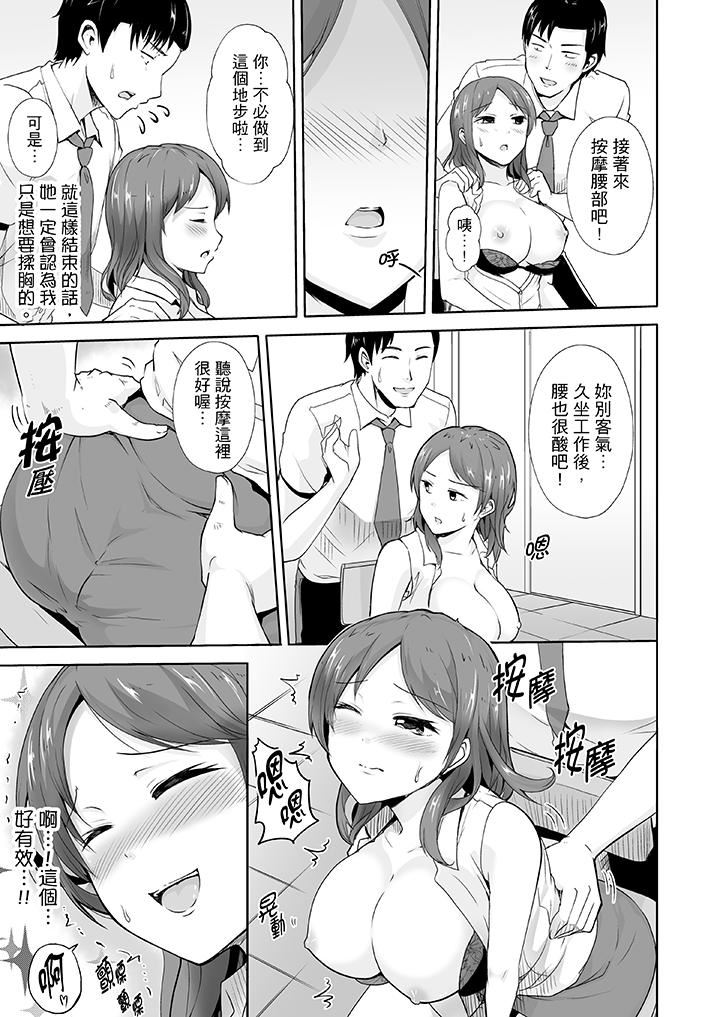 接著來
按摩腰部吧！
咦…！
呼
你…不必做到
這個地步啦…
可是…
就這樣結束的話，
她一定會認為我
只是想要揉胸的。
妳別客氣…
久坐工作後，
腰也很酸吧！
嗯
聽說按摩這裡
很好喔…
按
壓
按摩
按摩
嗯
嗯
晃動
啊…！這個…
好有效…!!
啊♡
顫慄
顫慄